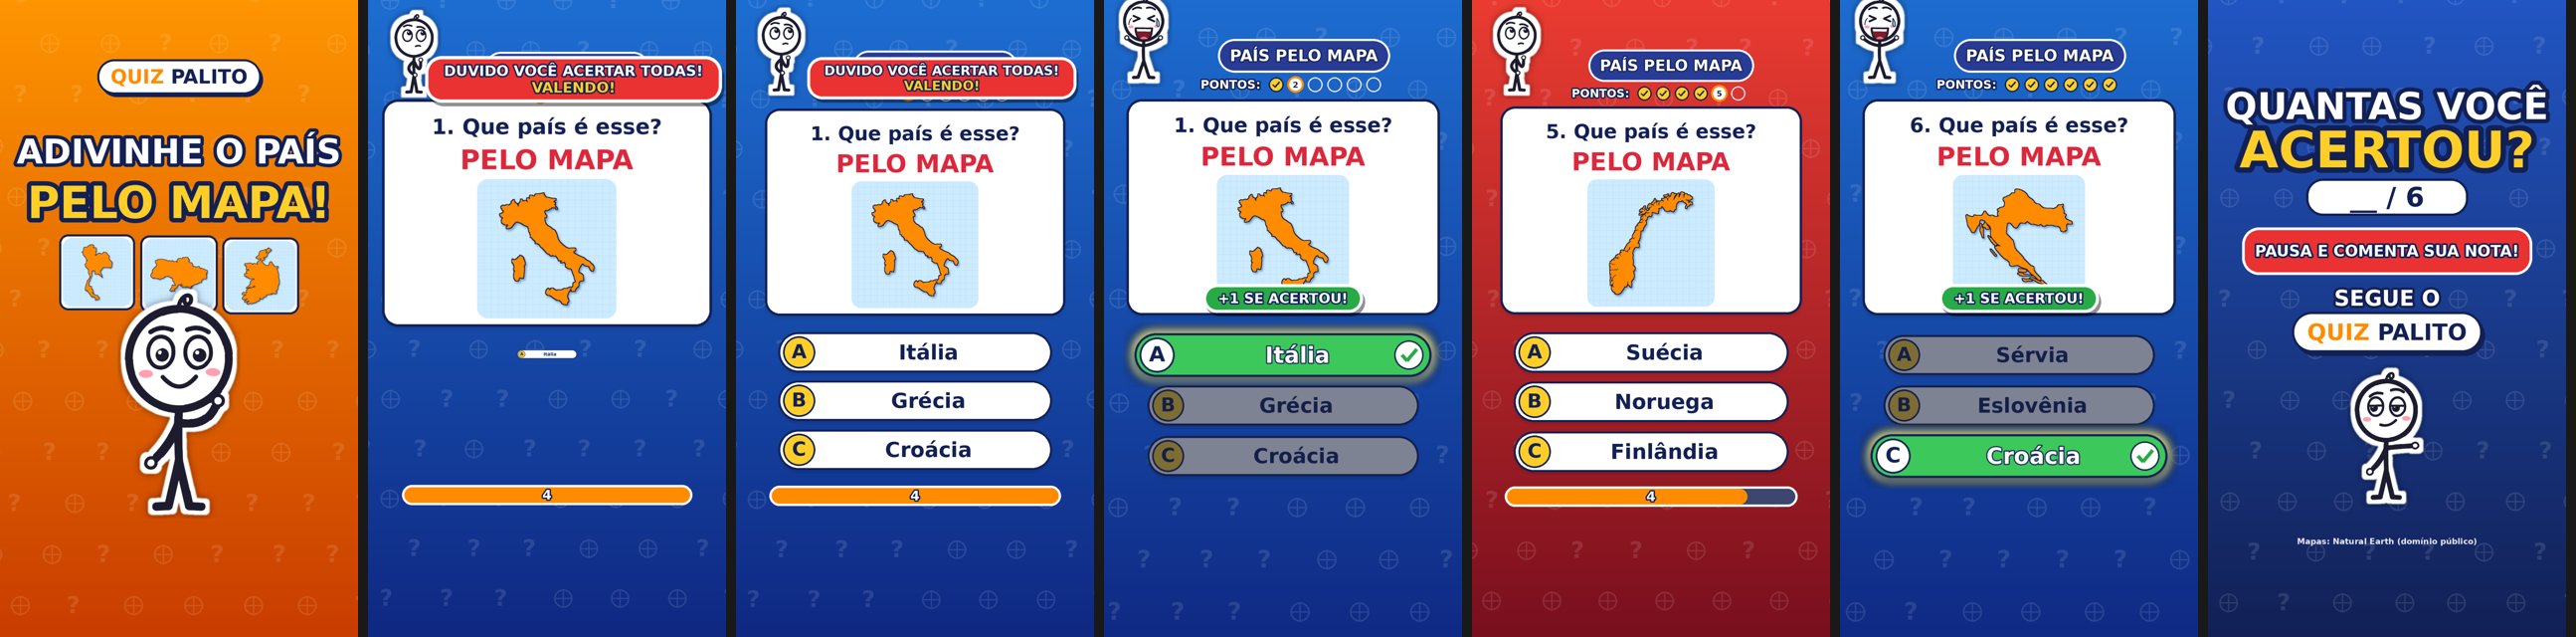 QUIZ PALITO
ADIVINHE O PAÍS
PELO MAPA!
DUVIDO VOCÊ ACERTAR TODAS!
VALENDO!
1. Que país é esse?
PELO MAPA
A Itália
4
DUVIDO VOCÊ ACERTAR TODAS!
VALENDO!
1. Que país é esse?
PELO MAPA
A Itália
B Grécia
C Croácia
4
PAÍS PELO MAPA
PONTOS: 2
1. Que país é esse?
PELO MAPA
+1 SE ACERTOU!
A Itália
B Grécia
C Croácia
PAÍS PELO MAPA
PONTOS: 5
5. Que país é esse?
PELO MAPA
A Suécia
B Noruega
C Finlândia
4
PAÍS PELO MAPA
PONTOS:
6. Que país é esse?
PELO MAPA
+1 SE ACERTOU!
A Sérvia
B Eslovênia
C Croácia
QUANTAS VOCÊ
ACERTOU?
__ / 6
PAUSA E COMENTA SUA NOTA!
SEGUE O
QUIZ PALITO
Mapas: Natural Earth (domínio público)